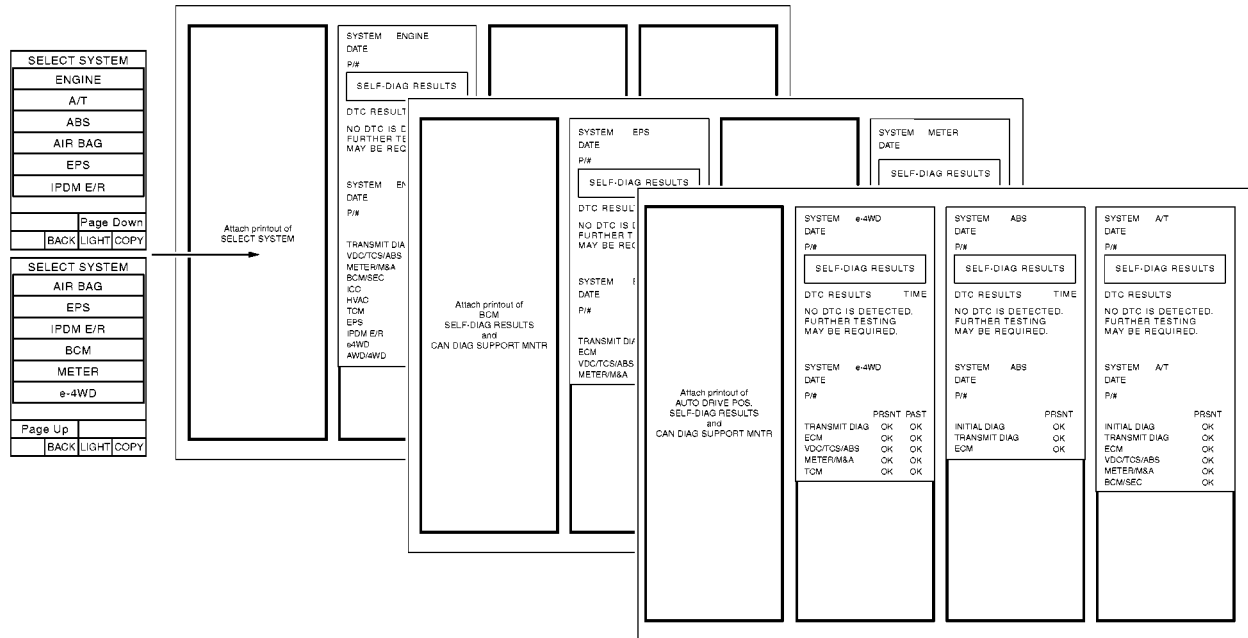 SELECT SYSTEM
ENGINE
A/T
ABS
AIR BAG
EPS
IPDM E/R
Page Down
BACK LIGHT COPY
SELECT SYSTEM
AIR BAG
EPS
IPDM E/R
BCM
METER
e-4WD
Page Up
BACK LIGHT COPY
Attach printout of
SELECT SYSTEM
SYSTEM ENGINE
DATE
P/#
SELF-DIAG RESULTS
DTC RESULT
NO DTC IS
FURTHER TE
MAY BE REQ
SYSTEM EN
DATE
P/#
TRANSMIT DIA
VDC/TCS/ABS
METER/M&A
BCM/SEC
ICC
HVAC
TCM
EPS
IPDM E/R
e4WD
AWD/4WD
Attach printout of
BCM
SELF-DIAG RESULTS
and
CAN DIAG SUPPORT MNTR
SYSTEM EPS
DATE
P/#
SELF-DIAG RESULTS
DTC RESUL
NO DTC IS
FURTHER T
MAY BE REC
SYSTEM
DATE
P/#
TRANSMIT DIA
ECM
VDC/TCS/ABS
METER/M&A
SYSTEM METER
DATE
SELF-DIAG RESULTS
Attach printout of
AUTO DRIVE POS.
SELF-DIAG RESULTS
and
CAN DIAG SUPPORT MNTR
SYSTEM e-4WD
DATE
P/#
SELF-DIAG RESULTS
DTC RESULTS TIME
NO DTC IS DETECTED.
FURTHER TESTING
MAY BE REQUIRED.
SYSTEM e-4WD
DATE
P/#
PRSNT PAST
TRANSMIT DIAG OK OK
ECM OK OK
VDC/TCS/ABS OK OK
METER/M&A OK OK
TCM OK OK
SYSTEM ABS
DATE
P/#
SELF-DIAG RESULTS
DTC RESULTS TIME
NO DTC IS DETECTED.
FURTHER TESTING
MAY BE REQUIRED.
SYSTEM ABS
DATE
P/#
PRSNT
INITIAL DIAG OK
TRANSMIT DIAG OK
ECM OK
SYSTEM A/T
DATE
P/#
SELF-DIAG RESULTS
DTC RESULTS
NO DTC IS DETECTED.
FURTHER TESTING
MAY BE REQUIRED.
SYSTEM A/T
DATE
P/#
PRSNT
INITIAL DIAG OK
TRANSMIT DIAG OK
ECM OK
VDC/TCS/ABS OK
METER/M&A OK
BCM/SEC OK